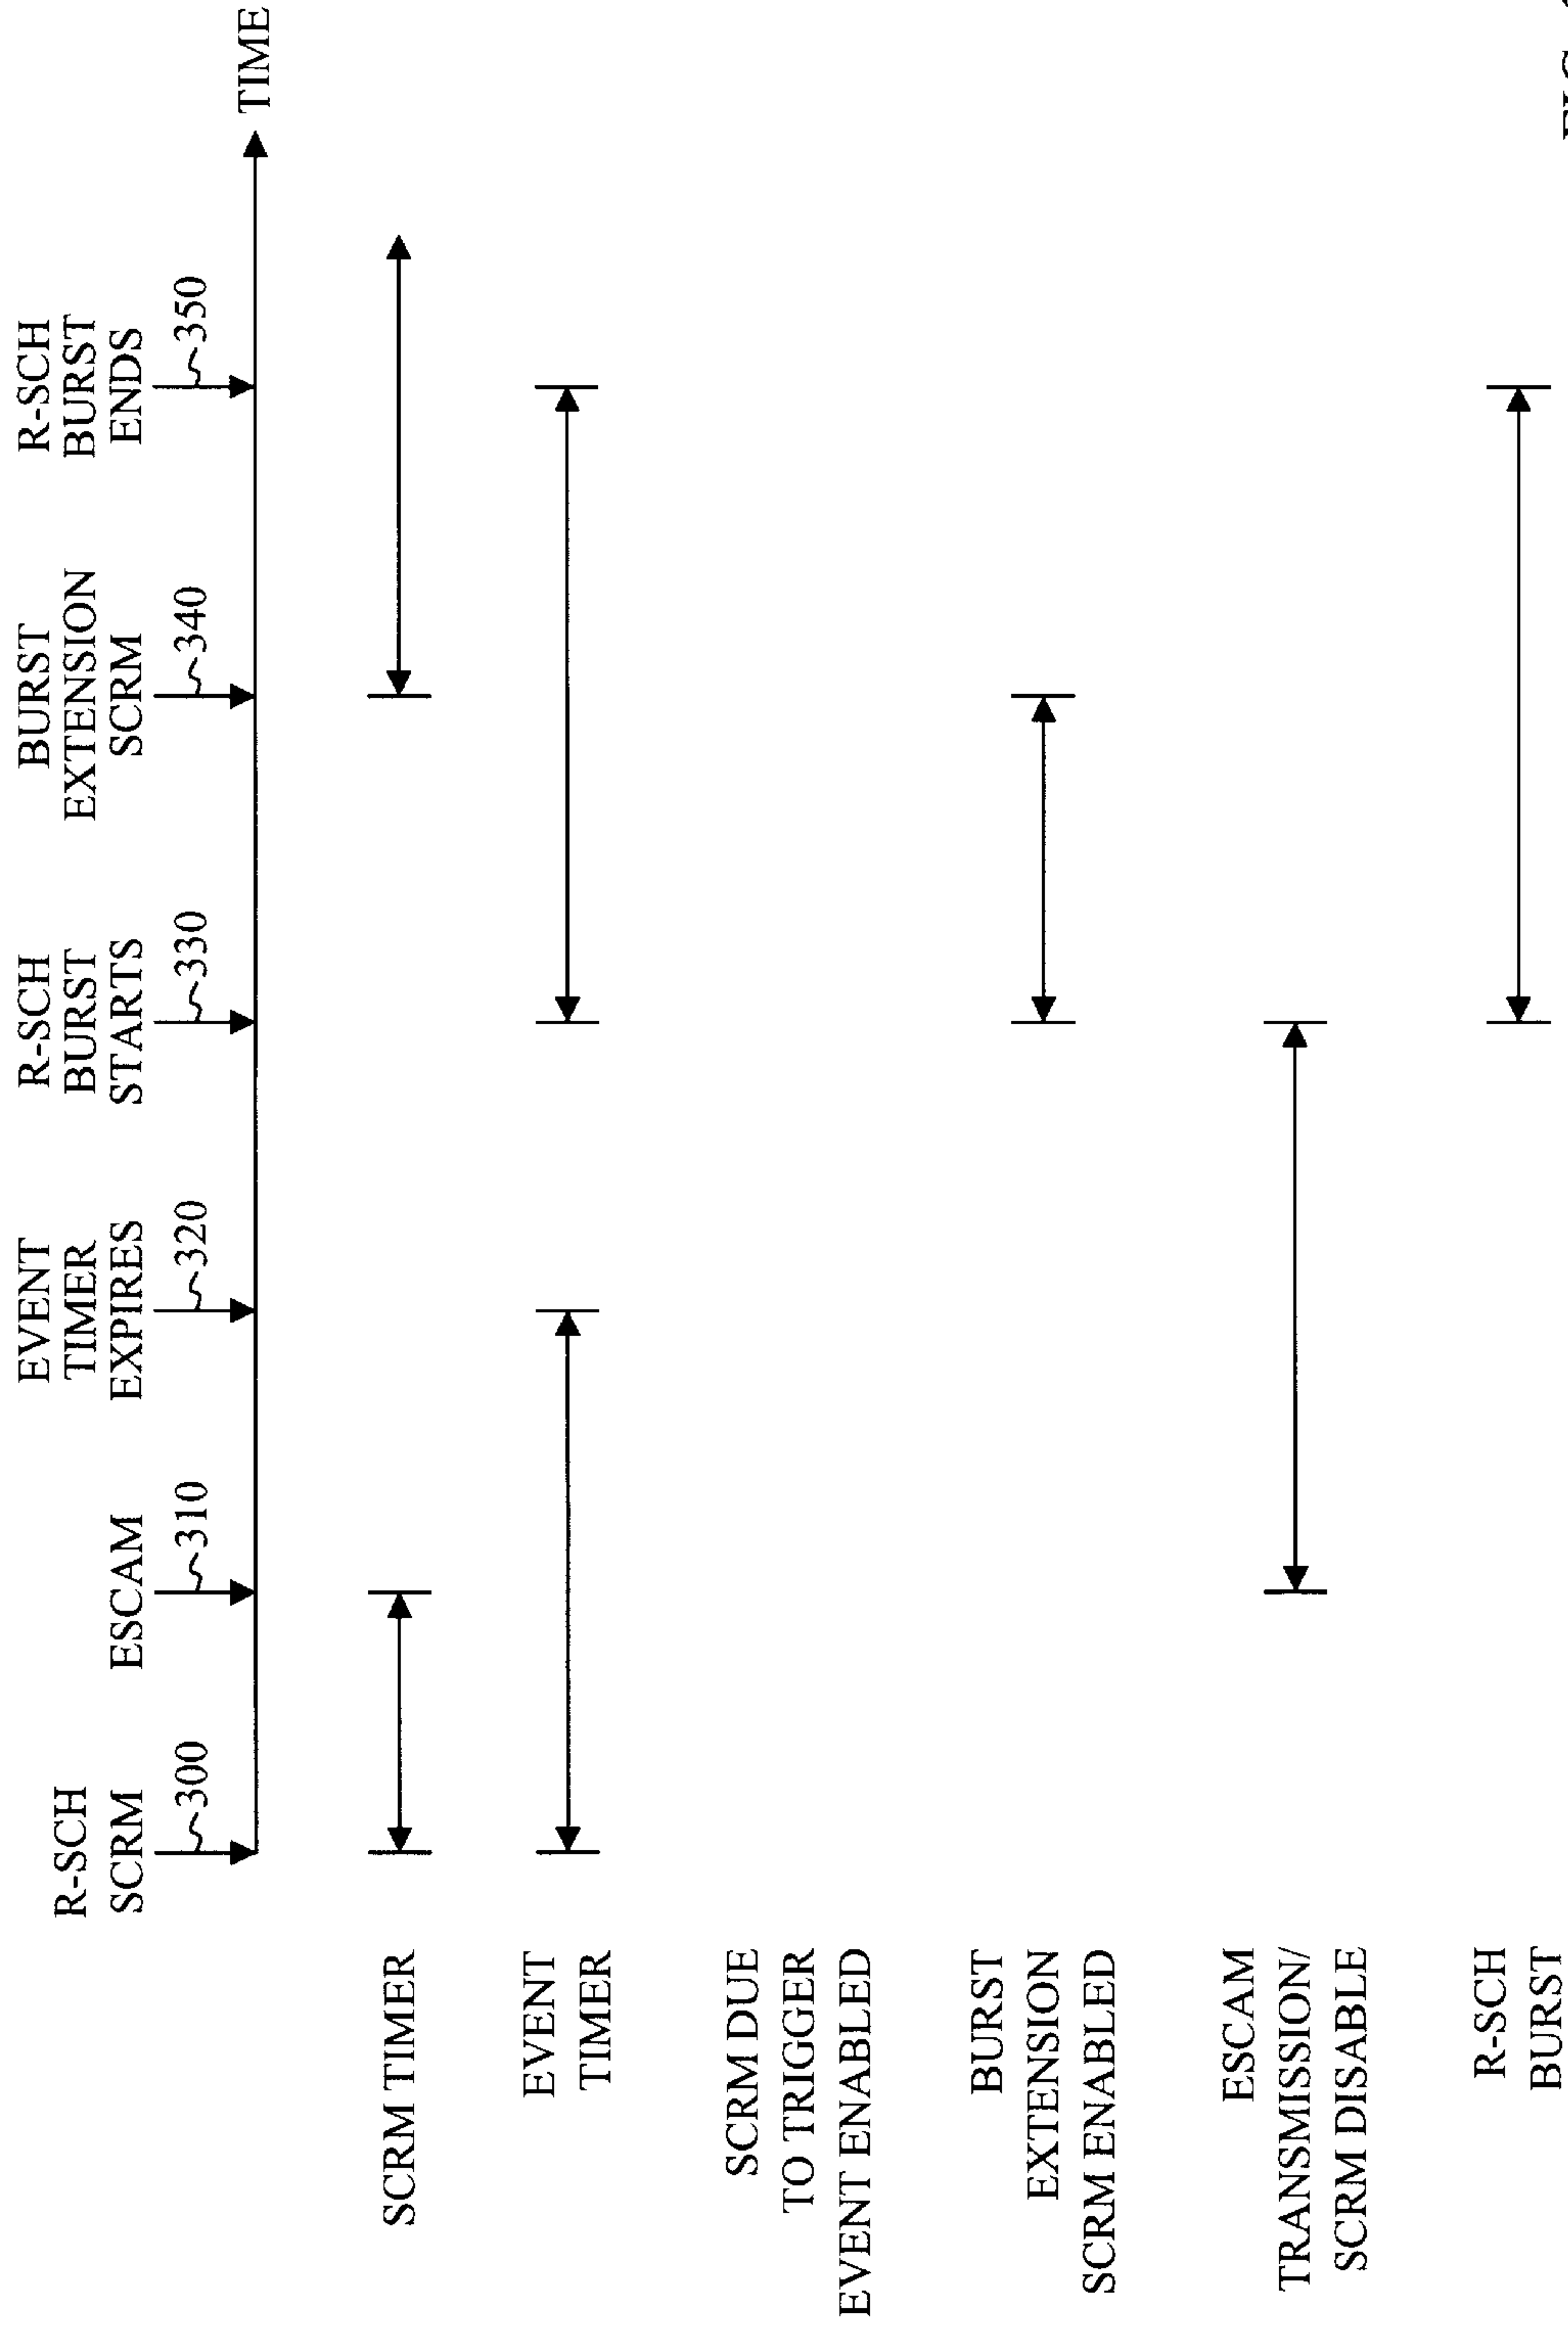 R-SCH
SCRM
~300
ESCAM
~310
EVENT
TIMER
EXPIRES
~320
R-SCH
BURST
STARTS
~330
BURST
EXTENSION
SCRM
~340
R-SCH
BURST
ENDS
~350
TIME
SCRM TIMER
EVENT
TIMER
SCRM DUE
TO TRIGGER
EVENT ENABLED
BURST
EXTENSION
SCRM ENABLED
ESCAM
TRANSMISSION/
SCRM DISABLE
R-SCH
BURST